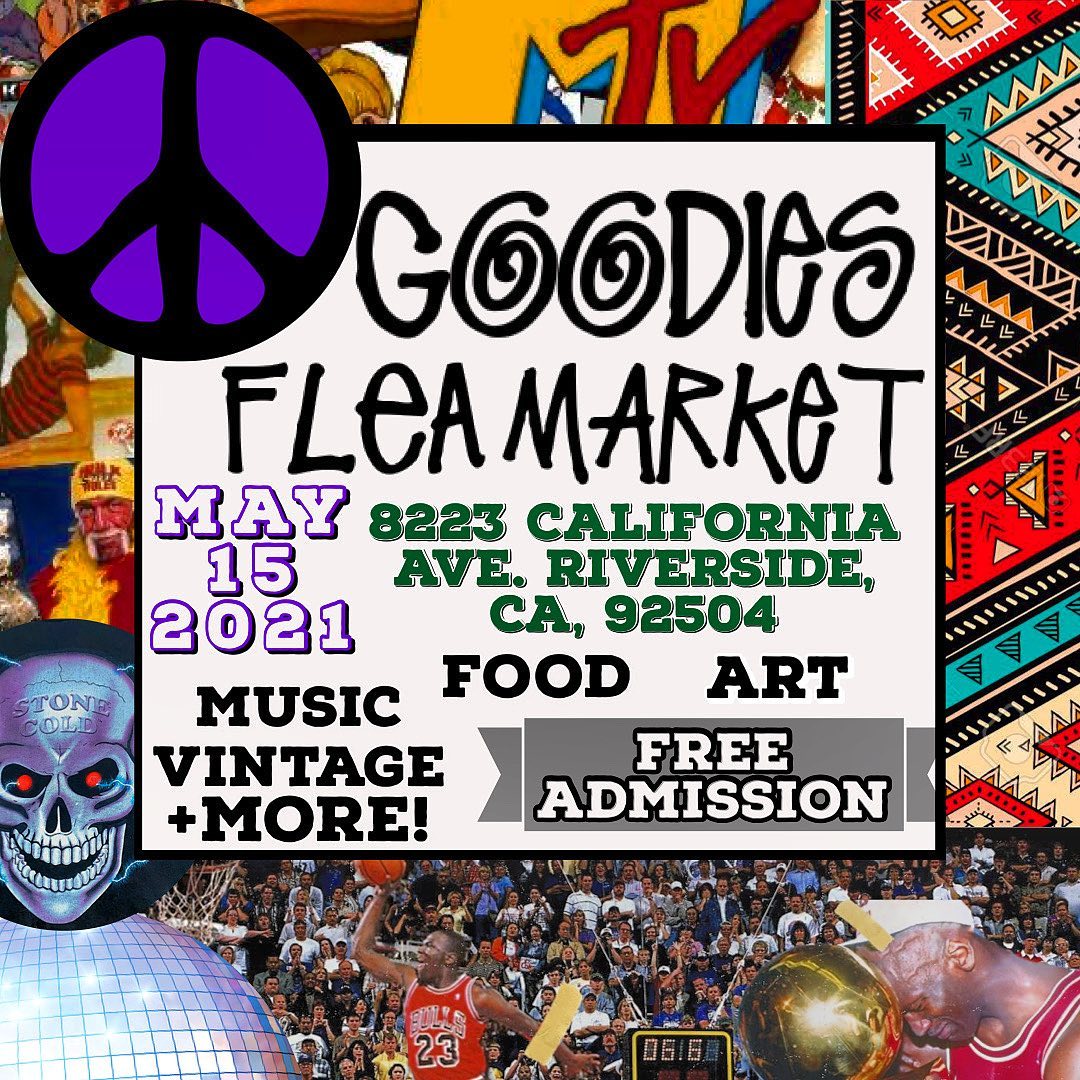 MTV
GOODIES
FLEA MARKET
MAY
15
2021
8223 CALIFORNIA
AVE. RIVERSIDE,
CA, 92504
FOOD ART
MUSIC
VINTAGE
+MORE!
FREE
ADMISSION
STONE
COLD
BULLS
23